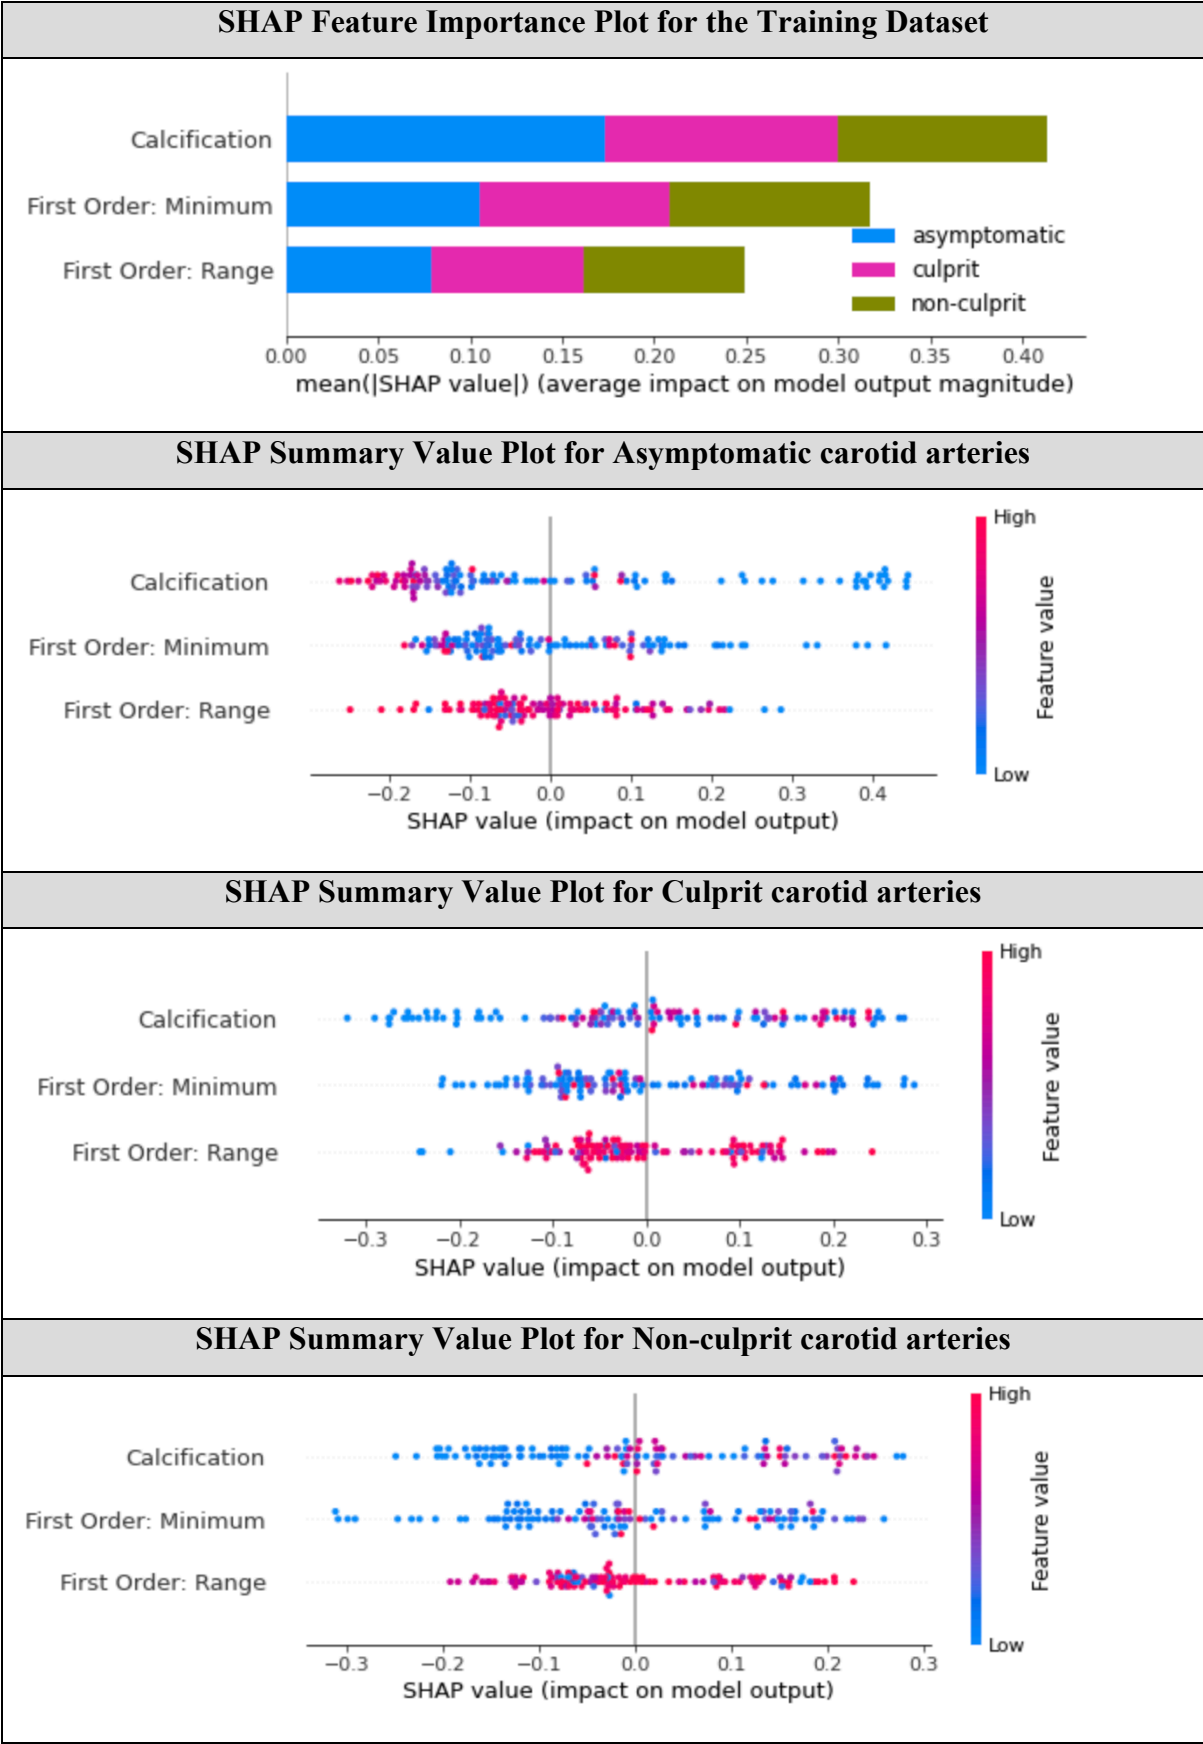 SHAP Feature Importance Plot for the Training Dataset
Calcification
First Order: Minimum
First Order: Range
asymptomatic
culprit
non-culprit
0.00 0.05 0.10 0.15 0.20 0.25 0.30 0.35 0.40
mean(|SHAP value|) (average impact on model output magnitude)
SHAP Summary Value Plot for Asymptomatic carotid arteries
High
Calcification
First Order: Minimum
First Order: Range
Feature value
Low
−0.2 −0.1 0.0 0.1 0.2 0.3 0.4
SHAP value (impact on model output)
SHAP Summary Value Plot for Culprit carotid arteries
High
Calcification
First Order: Minimum
First Order: Range
Feature value
Low
−0.3 −0.2 −0.1 0.0 0.1 0.2 0.3
SHAP value (impact on model output)
SHAP Summary Value Plot for Non-culprit carotid arteries
High
Calcification
First Order: Minimum
First Order: Range
Feature value
Low
−0.3 −0.2 −0.1 0.0 0.1 0.2 0.3
SHAP value (impact on model output)